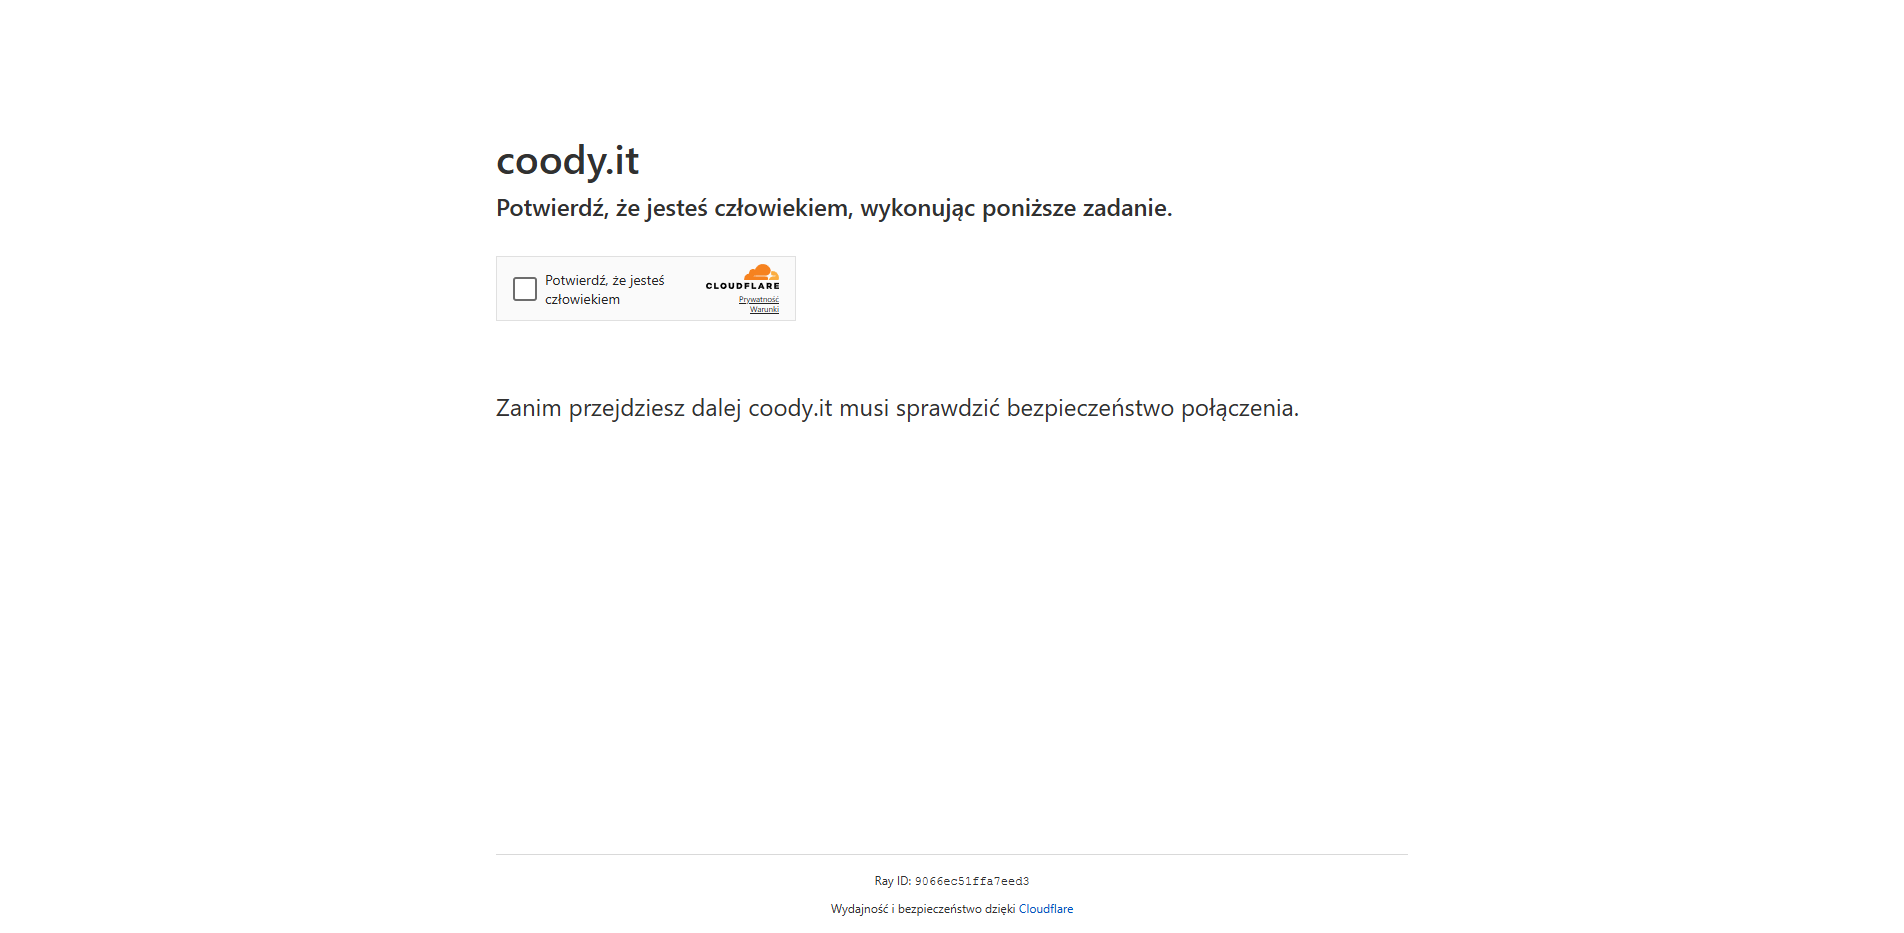 coody.it
Potwierdź, że jesteś człowiekiem, wykonując poniższe zadanie.
Potwierdź, że jesteś
człowiekiem
CLOUDFLARE
Prywatność
Warunki
Zanim przejdziesz dalej coody.it musi sprawdzić bezpieczeństwo połączenia.
Ray ID: 9066ec51ffa7eed3
Wydajność i bezpieczeństwo dzięki Cloudflare